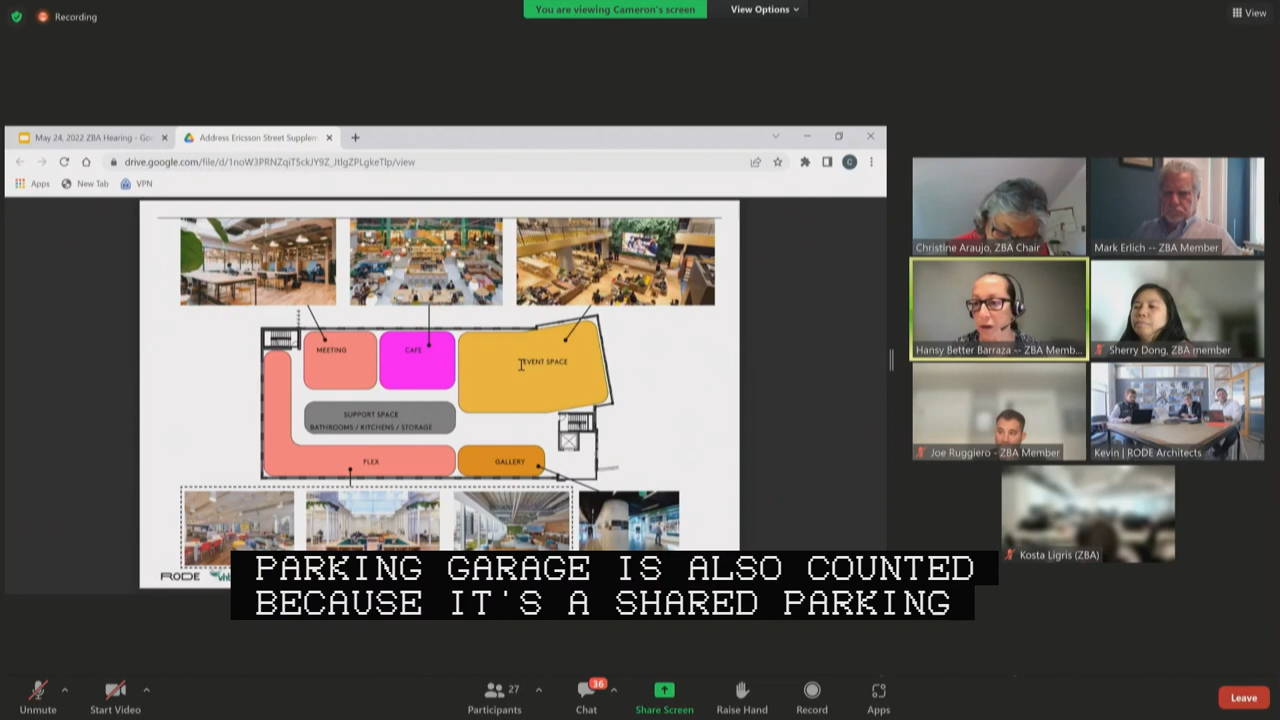 You are viewing Cameron's screen
View Options
Recording
View
May 24, 2022 ZBA Hearing - Goo
Address Ericsson Street Supplem
drive.google.com/file/d/1noW3PRNZqiT5ckJY9Z_JtlgZPLgkeTlp/view
Apps
New Tab
VPN
C
MEETING
CAFE
EVENT SPACE
SUPPORT SPACE
BATHROOMS / KITCHENS / STORAGE
FLEX
GALLERY
RODE
vhb
Christine Araujo, ZBA Chair
Mark Erlich -- ZBA Member
Hansy Better Barraza -- ZBA Memb...
Sherry Dong, ZBA member
Joe Ruggiero - ZBA Member
Kevin | RODE Architects
Kosta Ligris (ZBA)
PARKING GARAGE IS ALSO COUNTED
BECAUSE IT'S A SHARED PARKING
Unmute
Start Video
Participants
27
Chat
36
Share Screen
Raise Hand
Record
Apps
Leave